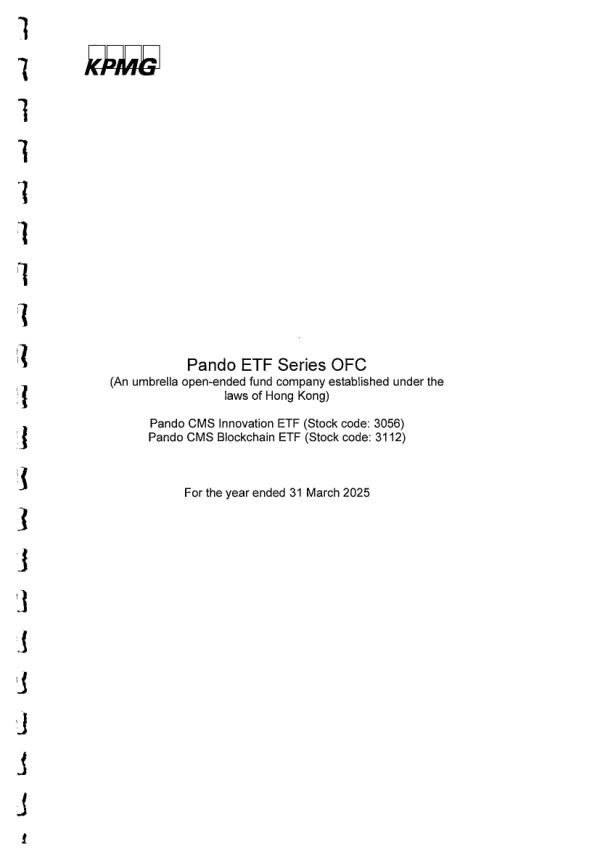 KPMG
Pando ETF Series OFC
(An umbrella open-ended fund company established under the
laws of Hong Kong)
Pando CMS Innovation ETF (Stock code: 3056)
Pando CMS Blockchain ETF (Stock code: 3112)
For the year ended 31 March 2025